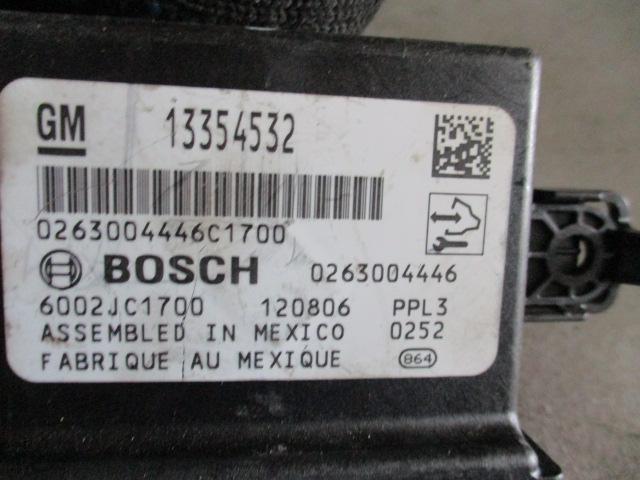 GM 13354532
0263004446C1700
BOSCH 0263004446
6002JC1700 120806 PPL3
ASSEMBLED IN MEXICO 0252
FABRIQUE AU MEXIQUE 864